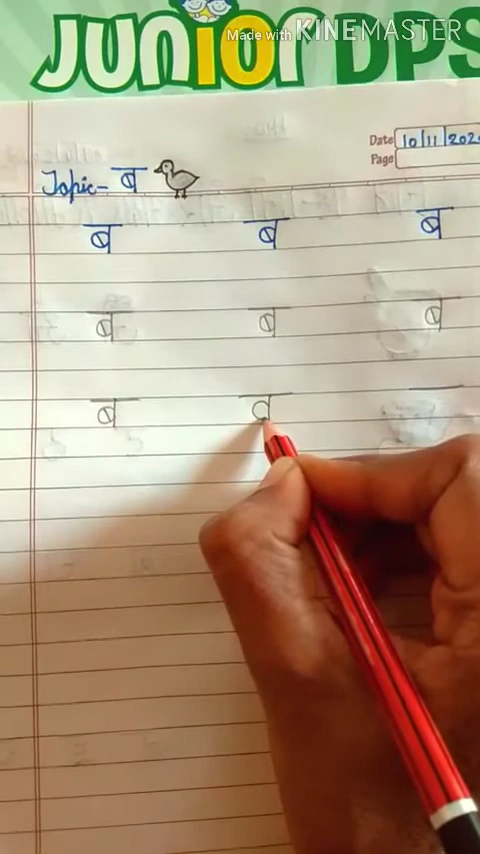 JUNIOR DPS
Made with KINEMASTER
Date 10/11/202
Page
Topic- ब
ब ब ब
ब ब ब
ब व